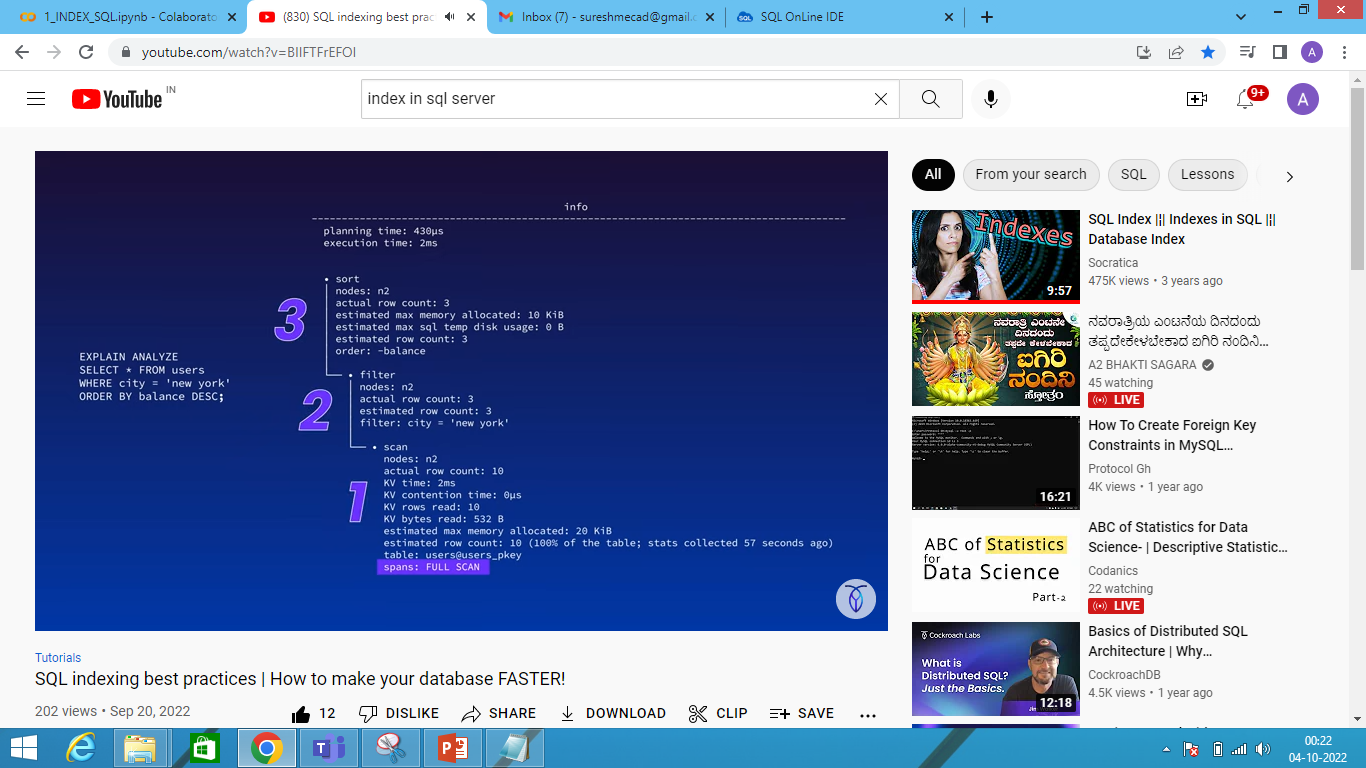 1_INDEX_SQL.ipynb - Colaborato
(830) SQL indexing best prac
Inbox (7) - sureshmecad@gmail.c
SQL OnLine IDE
youtube.com/watch?v=BIlFTFrEFOI
A
YouTube IN
index in sql server
9+
A
info
planning time: 430µs
execution time: 2ms
3
• sort
nodes: n2
actual row count: 3
estimated max memory allocated: 10 KiB
estimated max sql temp disk usage: 0 B
estimated row count: 3
order: -balance
EXPLAIN ANALYZE
SELECT * FROM users
WHERE city = 'new york'
ORDER BY balance DESC;
2
• filter
nodes: n2
actual row count: 3
estimated row count: 3
filter: city = 'new york'
1
• scan
nodes: n2
actual row count: 10
KV time: 2ms
KV contention time: 0µs
KV rows read: 10
KV bytes read: 532 B
estimated max memory allocated: 20 KiB
estimated row count: 10 (100% of the table; stats collected 57 seconds ago)
table: users@users_pkey
spans: FULL SCAN
Tutorials
SQL indexing best practices | How to make your database FASTER!
202 views • Sep 20, 2022
12
DISLIKE
SHARE
DOWNLOAD
CLIP
SAVE
All
From your search
SQL
Lessons
Indexes
9:57
SQL Index |¦| Indexes in SQL |¦|
Database Index
Socratica
475K views • 3 years ago
ನವರಾತ್ರಿ ಎಂಟನೇ
ದಿನದಂದು
ತಪ್ಪದೇ ಕೇಳಬೇಕಾದ
ಐಗಿರಿ
ನಂದಿನಿ
ಸ್ತೋತ್ರಂ
ನವರಾತ್ರಿಯ ಎಂಟನೆಯ ದಿನದಂದು
ತಪ್ಪದೇಕೇಳಬೇಕಾದ ಐಗಿರಿ ನಂದಿನಿ...
A2 BHAKTI SAGARA
45 watching
LIVE
16:21
How To Create Foreign Key
Constraints in MySQL...
Protocol Gh
4K views • 1 year ago
ABC of Statistics
for
Data Science
Part-2
ABC of Statistics for Data
Science- | Descriptive Statistic...
Codanics
22 watching
LIVE
Cockroach Labs
What is
Distributed SQL?
Just the Basics.
12:18
Basics of Distributed SQL
Architecture | Why...
CockroachDB
4.5K views • 1 year ago
00:22
04-10-2022